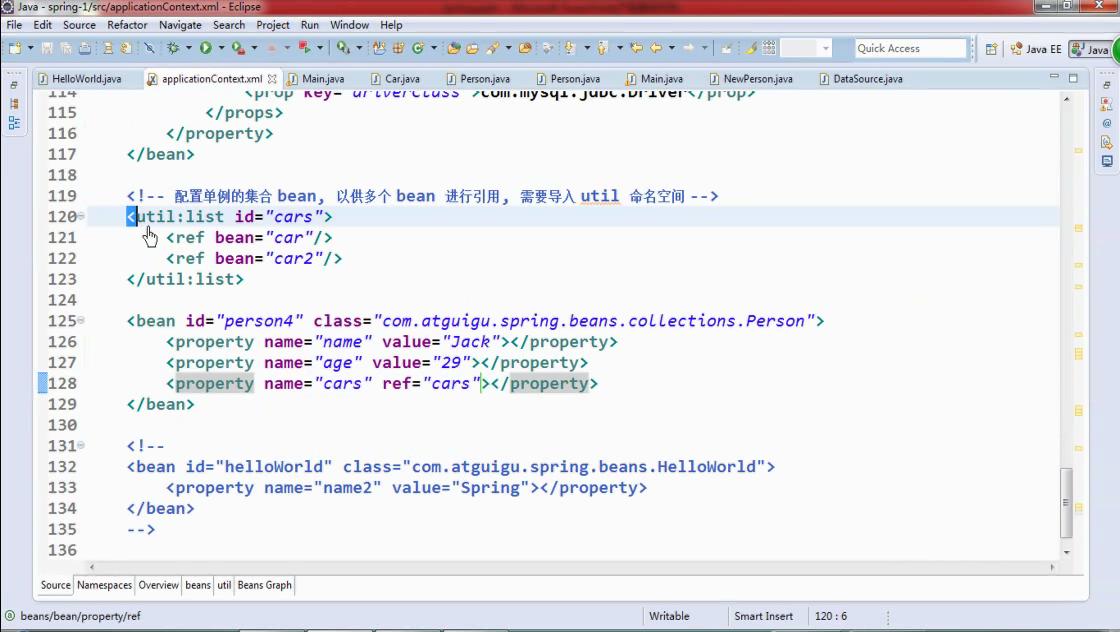 Java - spring-1/src/applicationContext.xml - Eclipse
File Edit Source Refactor Navigate Search Project Run Window Help
Quick Access
Java EE
Java
HelloWorld.java
applicationContext.xml
Main.java
Car.java
Person.java
Person.java
Main.java
NewPerson.java
DataSource.java
114 <prop key="driverClass">com.mysql.jdbc.Driver</prop>
115 </props>
116 </property>
117 </bean>
118
119 <!-- 配置单例的集合 bean, 以供多个 bean 进行引用, 需要导入 util 命名空间 -->
120 <util:list id="cars">
121 <ref bean="car"/>
122 <ref bean="car2"/>
123 </util:list>
124
125 <bean id="person4" class="com.atguigu.spring.beans.collections.Person">
126 <property name="name" value="Jack"></property>
127 <property name="age" value="29"></property>
128 <property name="cars" ref="cars"></property>
129 </bean>
130
131 <!--
132 <bean id="helloWorld" class="com.atguigu.spring.beans.HelloWorld">
133 <property name="name2" value="Spring"></property>
134 </bean>
135 -->
136
Source Namespaces Overview beans util Beans Graph
beans/bean/property/ref
Writable
Smart Insert
120 : 6